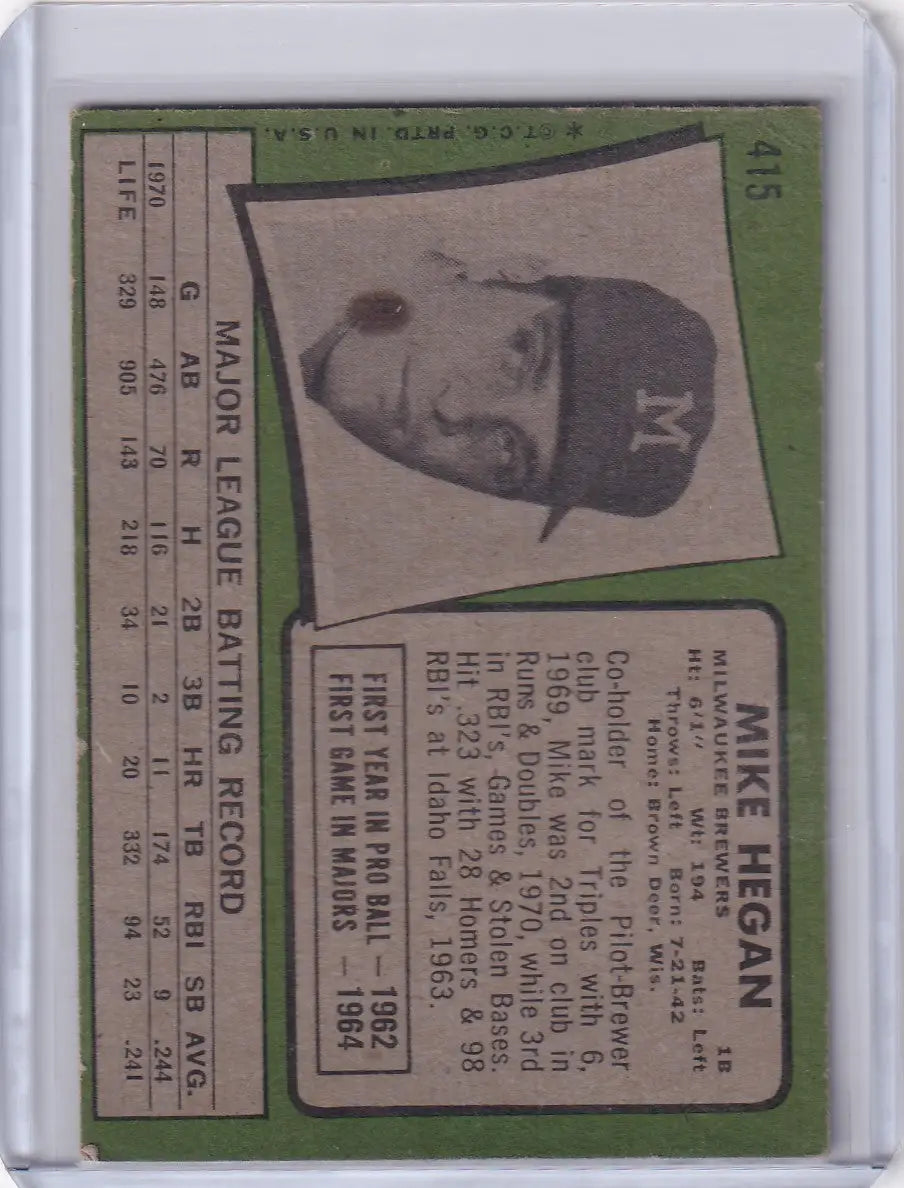 415
M
* ©T.C.G. PRTD. IN U.S.A.
MIKE HEGAN
MILWAUKEE BREWERS 1B
Ht: 6'1" Wt: 194 Bats: Left
Throws: Left Born: 7-21-42
Home: Brown Deer, Wis.
Co-holder of the Pilot-Brewer
club mark for Triples with 6,
1969, Mike was 2nd on club in
Runs & Doubles, 1970, while 3rd
in RBI's, Games & Stolen Bases.
Hit .323 with 28 Homers & 98
RBI's at Idaho Falls, 1963.
FIRST YEAR IN PRO BALL — 1962
FIRST GAME IN MAJORS — 1964
MAJOR LEAGUE BATTING RECORD
G AB R H 2B 3B HR TB RBI SB AVG.
1970 148 476 70 116 21 2 11 174 52 9 .244
LIFE 329 905 143 218 34 10 20 332 94 23 .241